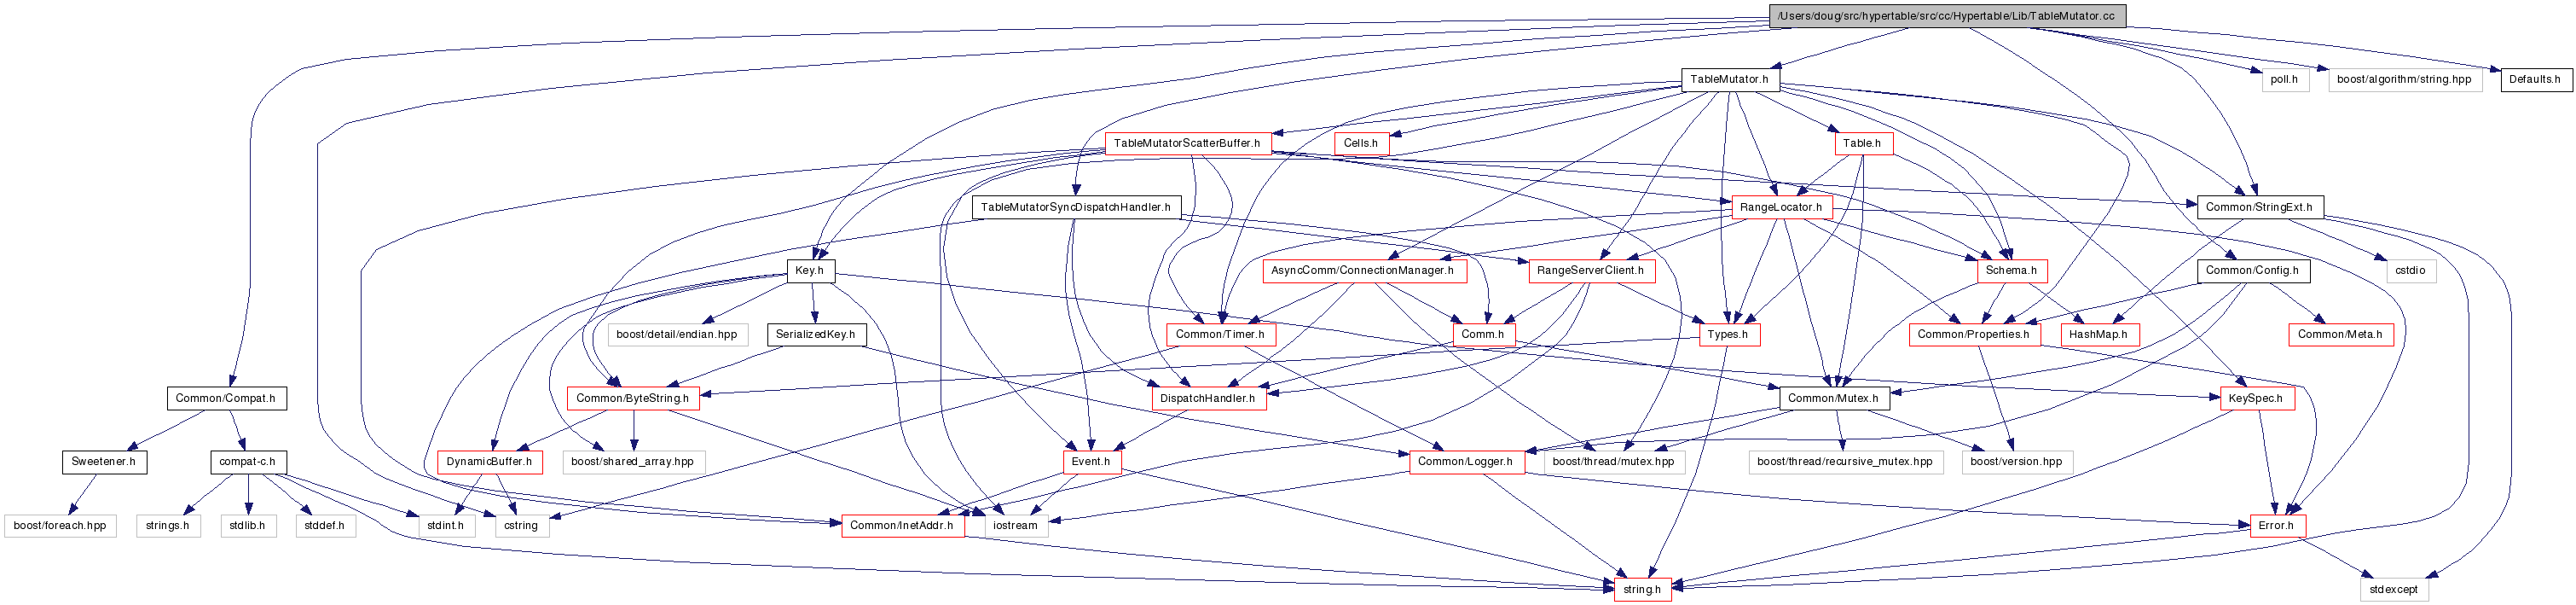 /Users/doug/src/hypertable/src/cc/Hypertable/Lib/TableMutator.cc
TableMutator.h
poll.h
boost/algorithm/string.hpp
Defaults.h
TableMutatorScatterBuffer.h
Cells.h
Table.h
TableMutatorSyncDispatchHandler.h
RangeLocator.h
Common/StringExt.h
Key.h
AsyncComm/ConnectionManager.h
RangeServerClient.h
Schema.h
Common/Config.h
cstdio
boost/detail/endian.hpp
SerializedKey.h
Common/Timer.h
Comm.h
Types.h
Common/Properties.h
HashMap.h
Common/Meta.h
Common/Compat.h
Common/ByteString.h
DispatchHandler.h
Common/Mutex.h
KeySpec.h
Sweetener.h
compat-c.h
DynamicBuffer.h
boost/shared_array.hpp
Event.h
Common/Logger.h
boost/thread/mutex.hpp
boost/thread/recursive_mutex.hpp
boost/version.hpp
boost/foreach.hpp
strings.h
stdlib.h
stddef.h
stdint.h
cstring
Common/InetAddr.h
iostream
Error.h
string.h
stdexcept